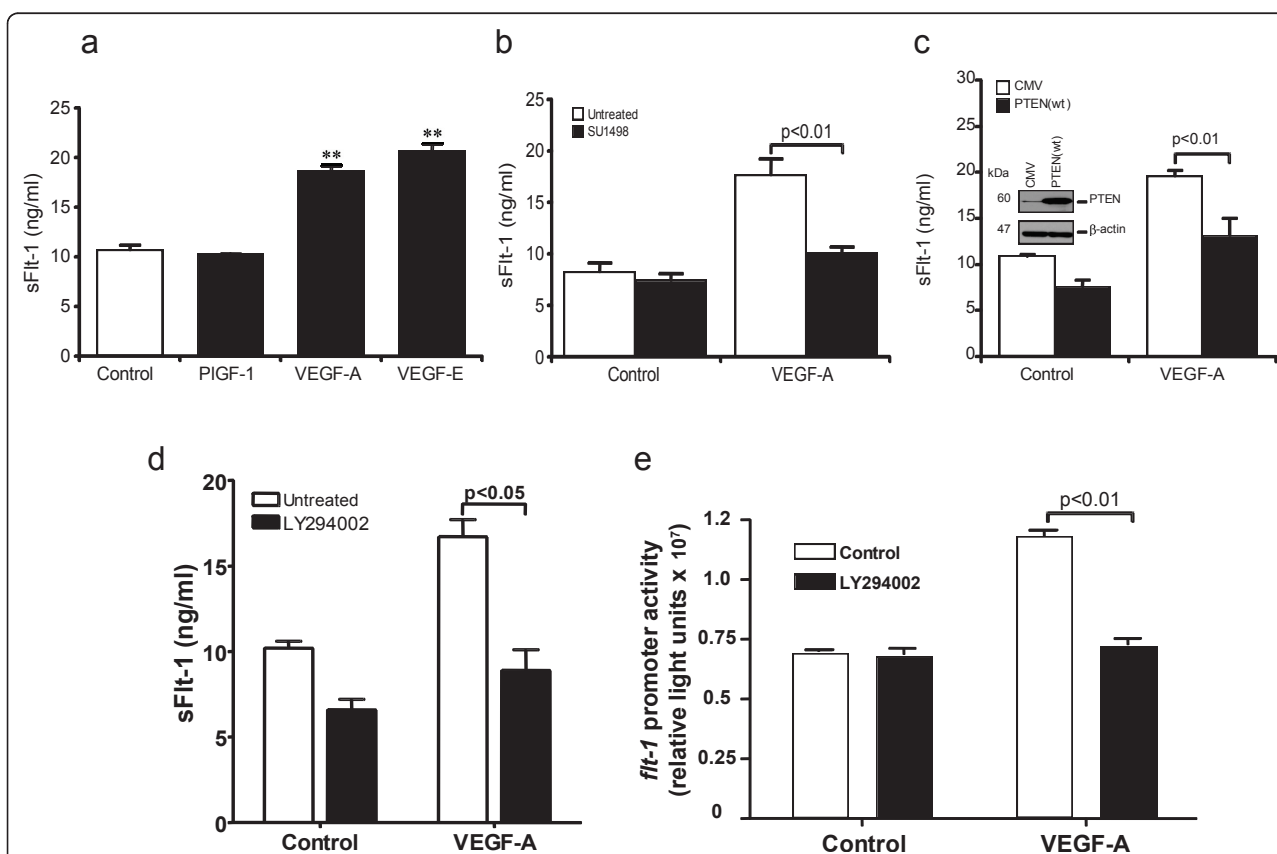 a
25
20
15
10
5
0
sFlt-1 (ng/ml)
**
**
Control
PlGF-1
VEGF-A
VEGF-E
b
Untreated
SU1498
25
20
15
10
5
0
sFlt-1 (ng/ml)
p<0.01
Control
VEGF-A
c
30
25
20
15
10
5
0
sFlt-1 (ng/ml)
CMV
PTEN(wt)
p<0.01
kDa
CMV
PTEN(wt)
60
PTEN
47
β-actin
Control
VEGF-A
d
20
15
10
5
0
sFlt-1 (ng/ml)
Untreated
LY294002
p<0.05
Control
VEGF-A
e
1.2
1.2
0.75
0.7
0.25
0
flt-1 promoter activity
(relative light units x 10⁷)
Control
LY294002
p<0.01
Control
VEGF-A